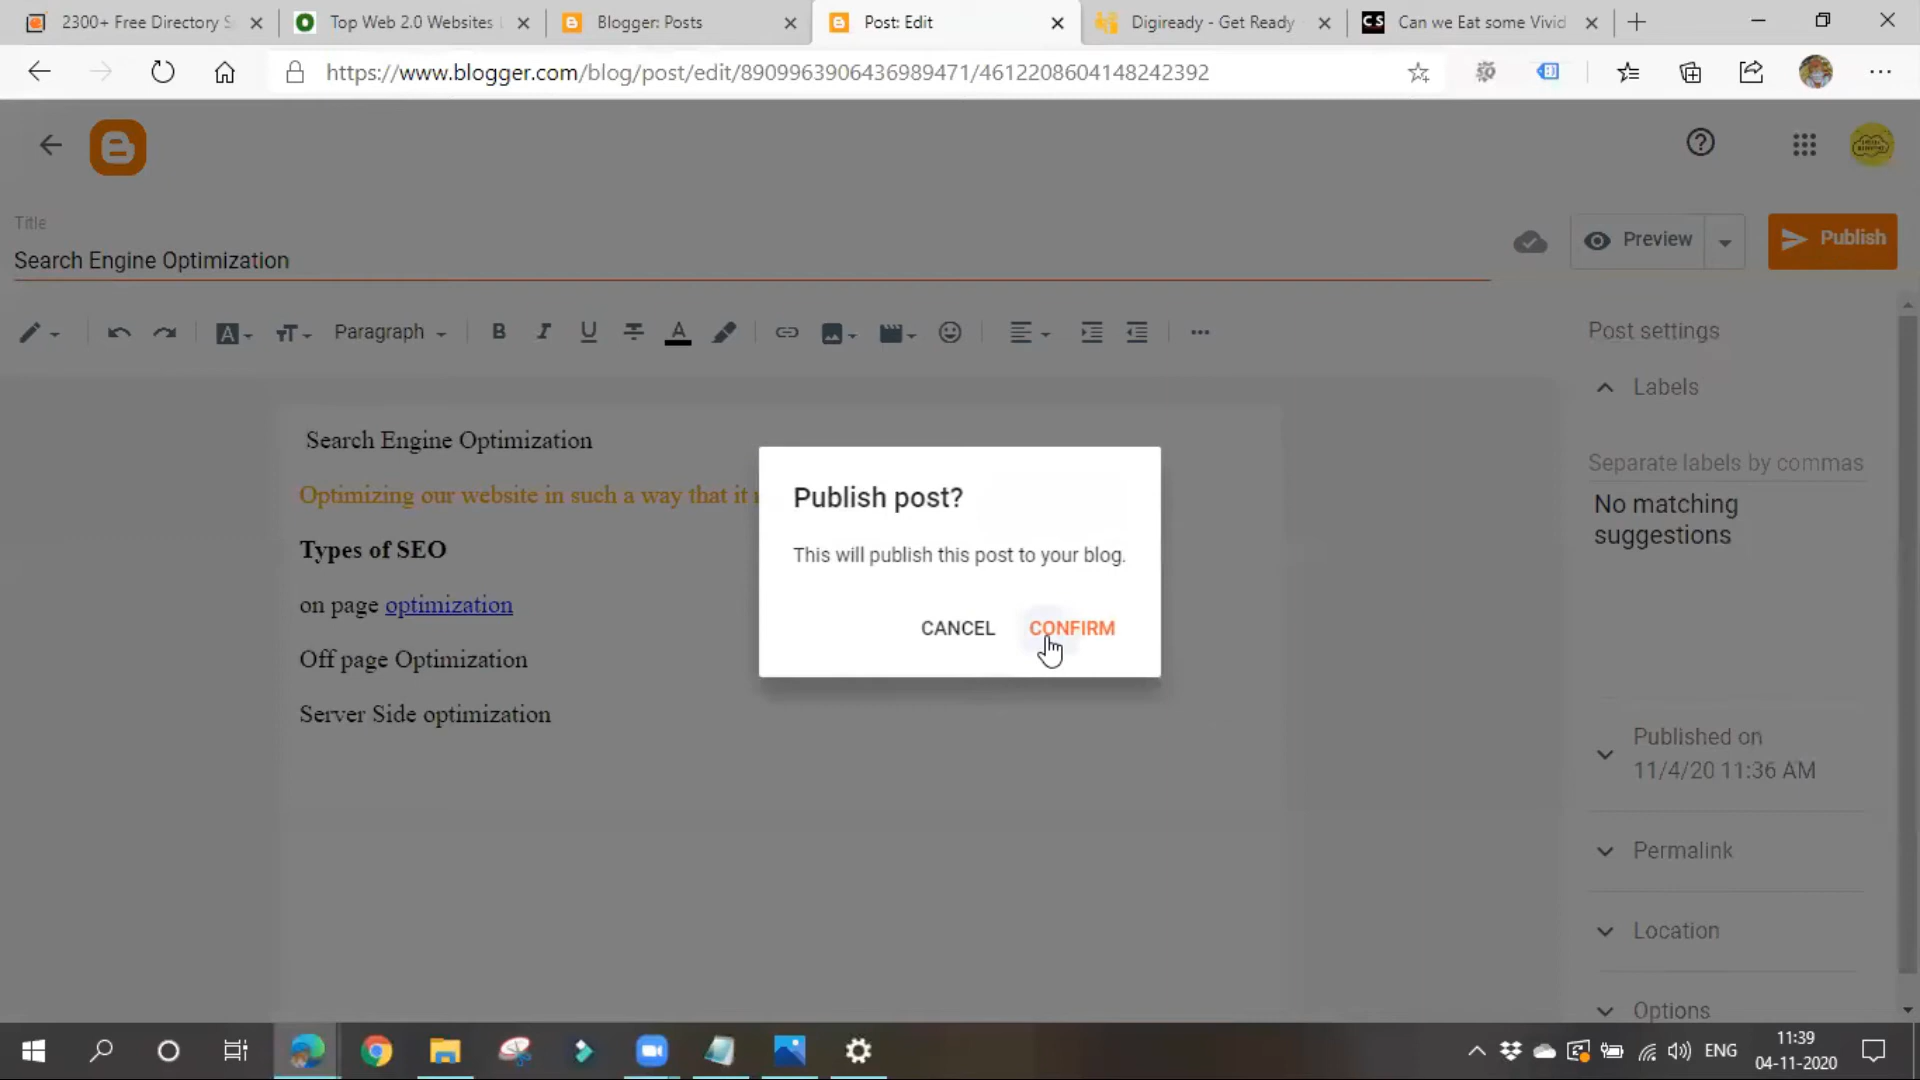 2300+ Free Directory S
Top Web 2.0 Websites
Blogger: Posts
Post: Edit
Digiready - Get Ready
CS
Can we Eat some Vivid
https://www.blogger.com/blog/post/edit/8909963906436989471/4612208604148242392
Title
Search Engine Optimization
Preview
Publish
Paragraph
Post settings
Labels
Separate labels by commas
No matching
suggestions
Search Engine Optimization
Optimizing our website in such a way that it
Types of SEO
on page optimization
Off page Optimization
Server Side optimization
Publish post?
This will publish this post to your blog.
CANCEL
CONFIRM
Published on
11/4/20 11:36 AM
Permalink
Location
Options
ENG
11:39
04-11-2020